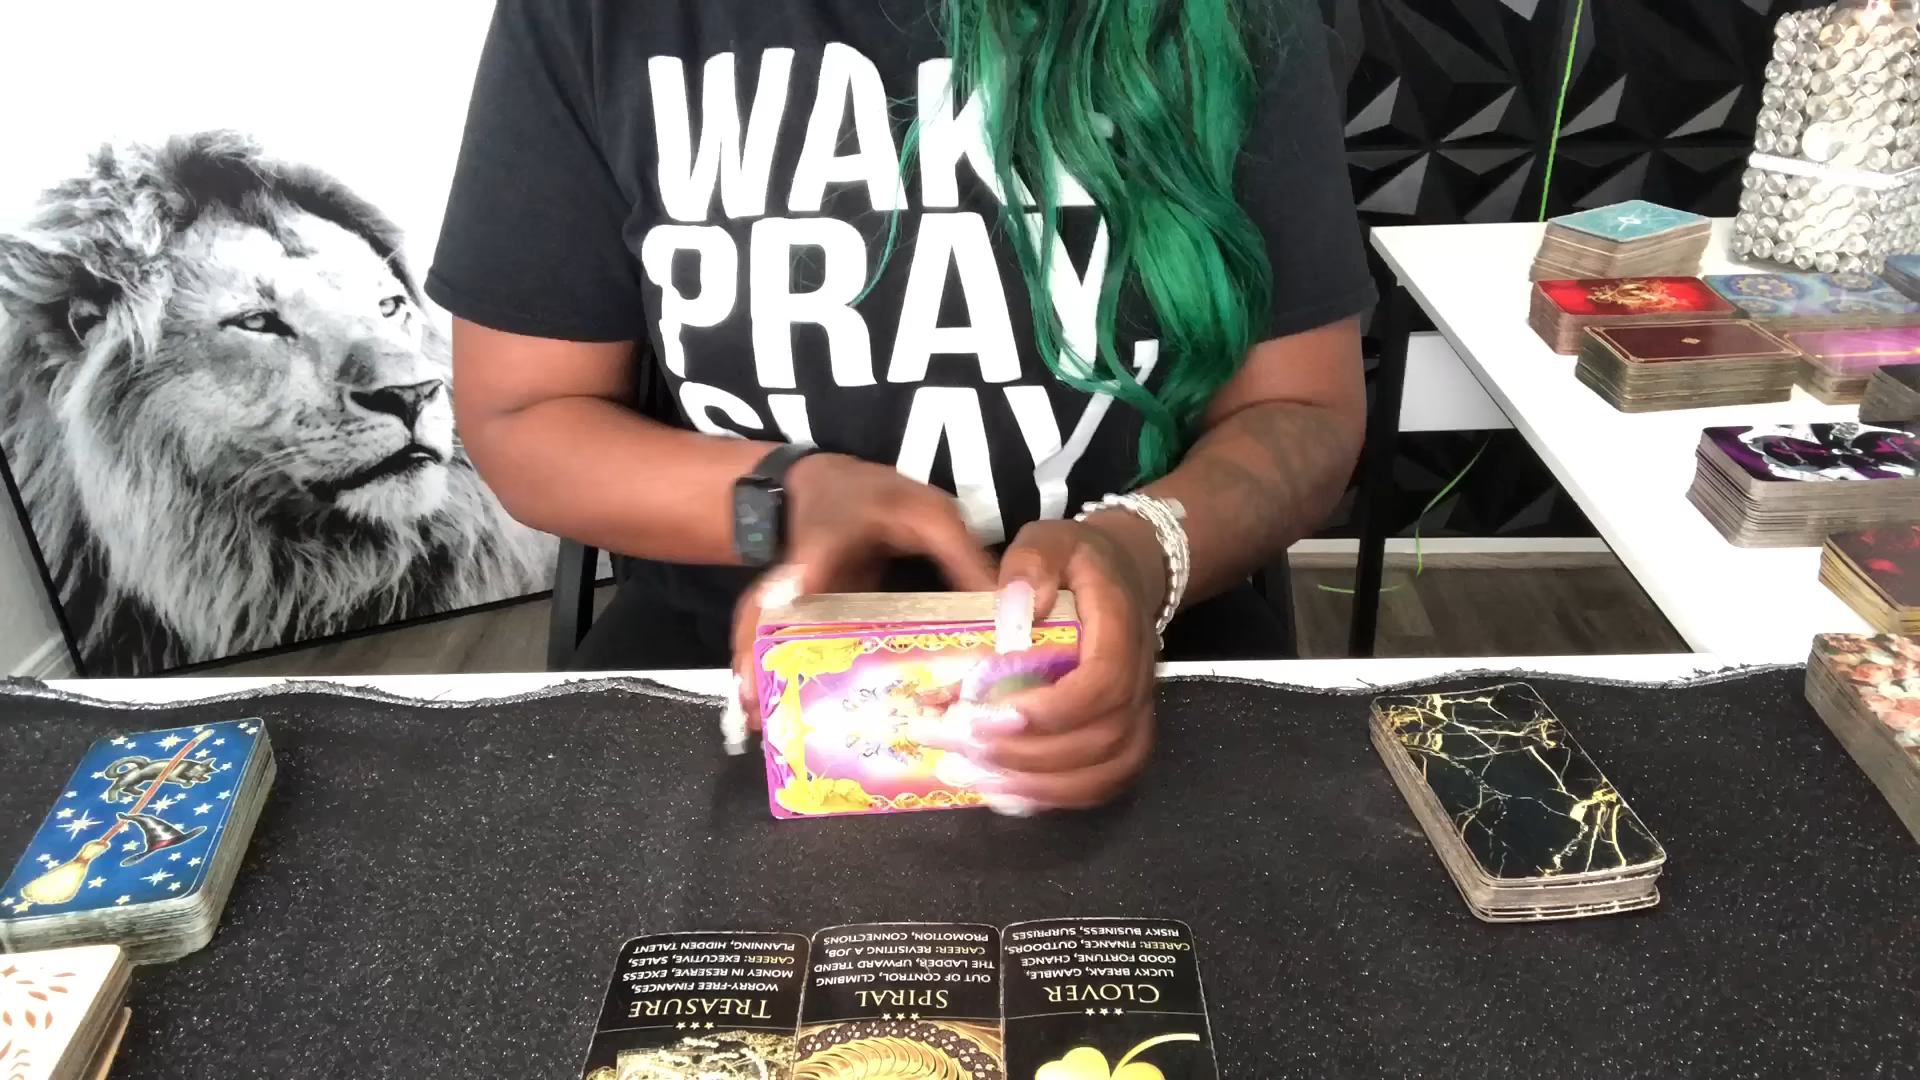 WAKE
PRAY,
SLAY
TREASURE
WORRY-FREE FINANCES,
MONEY IN RESERVE, EXCESS
CAREER: EXECUTIVE, SALES,
PLANNING, HIDDEN TALENT
SPIRAL
OUT OF CONTROL, CLIMBING
THE LADDER, UPWARD TREND
CAREER: REVISITING A JOB,
PROMOTION, CONNECTIONS
CLOVER
LUCKY BREAK, GAMBLE,
GOOD FORTUNE, CHANCE
CAREER: FINANCE, OUTDOORS,
RISKY BUSINESS, SURPRISES